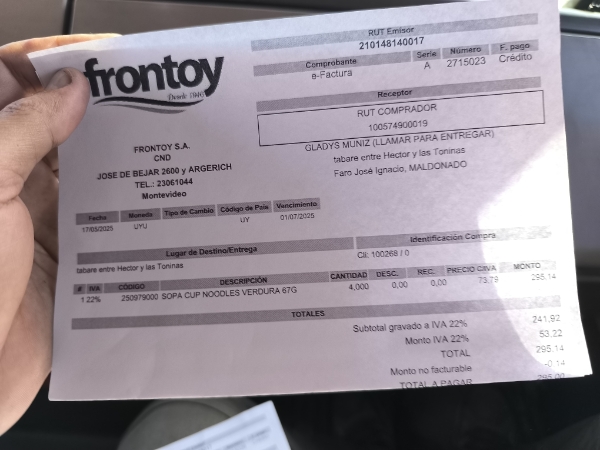 frontoy
RUT Emisor
210148140017
Comprobante Serie Número F. pago
e-Factura A 2715023 Crédito
Receptor
RUT COMPRADOR
100574900019
GLADYS MUNIZ (LLAMAR PARA ENTREGAR)
tabare entre Hector y las Toninas
Faro José Ignacio, MALDONADO
FRONTOY S.A.
CND
JOSE DE BEJAR 2600 y ARGERICH
TEL.: 23061044
Montevideo
Fecha Moneda Tipo de Cambio Código de País Vencimiento
17/05/2025 UYU UY 01/07/2025
Lugar de Destino/Entrega Identificación Compra
tabare entre Hector y las Toninas CII: 100268 / 0
# IVA CÓDIGO DESCRIPCIÓN CANTIDAD DESC. REC. PRECIO C/IVA MONTO
1 22% 250979000 SOPA CUP NOODLES VERDURA 67G 4,000 0,00 0,00 73,79 295,14
TOTALES
Subtotal gravado a IVA 22% 241,92
Monto IVA 22% 53,22
TOTAL 295,14
Monto no facturable -0,14
TOTAL A PAGAR 295,00